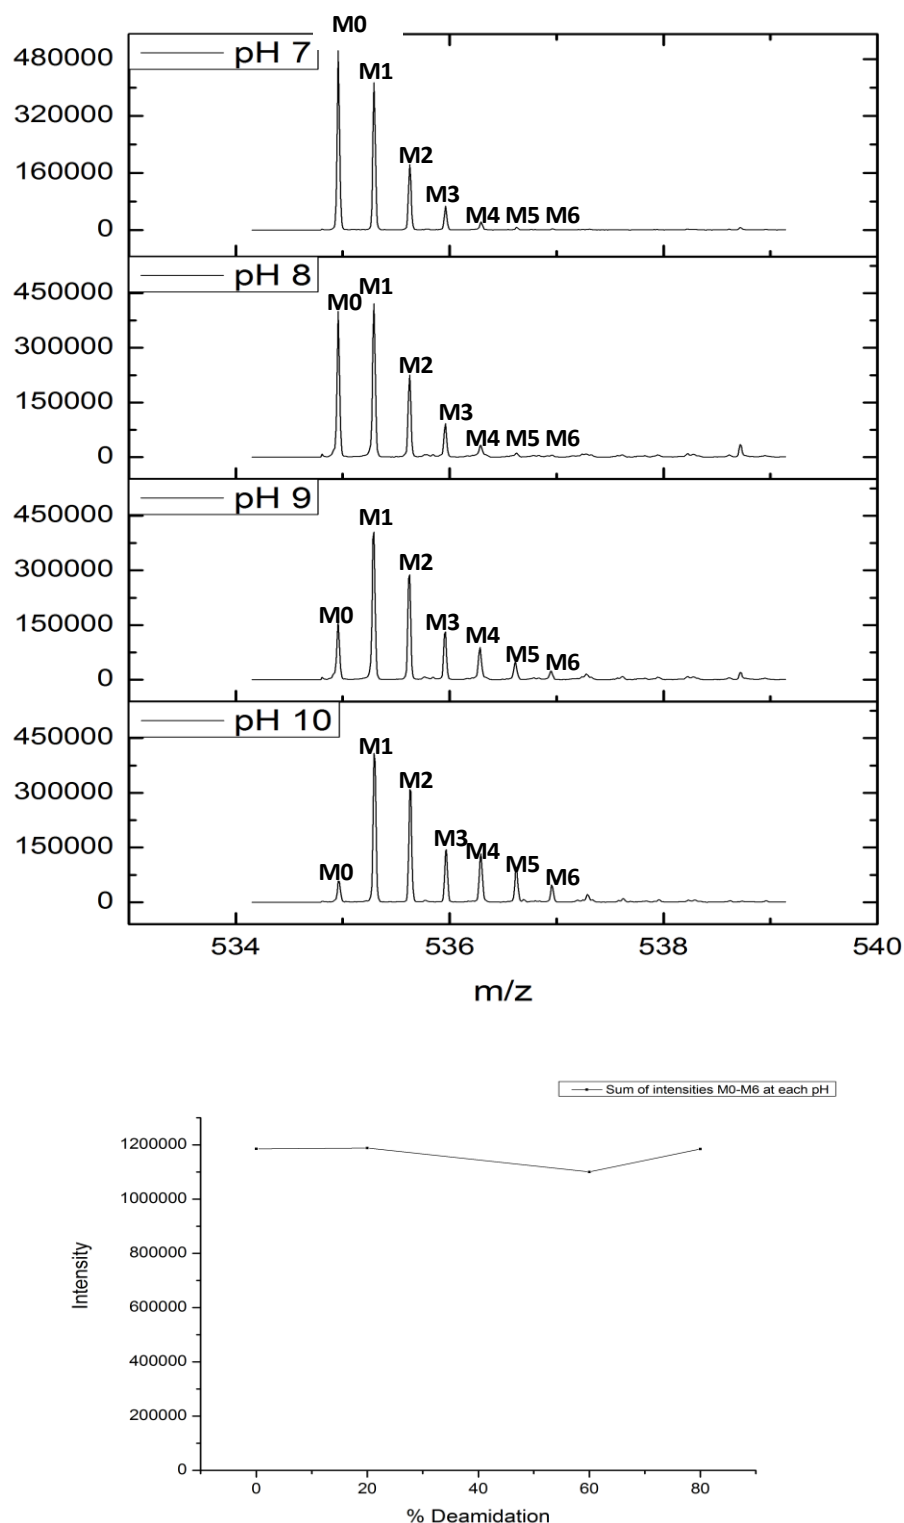 M0
pH 7
480000
M1
320000
M2
160000
M3
M4 M5 M6
0
pH 8
M1
450000
M0
300000
M2
150000
M3
M4 M5 M6
0
pH 9
450000
M1
300000
M2
150000
M0
M3
M4
M5
M6
0
pH 10
450000
M1
300000
M2
150000
M3
M4
M0
M5
M6
0
534 536 538 540
m/z
Sum of intensities M0-M6 at each pH
1200000
1000000
800000
600000
400000
200000
0
Intensity
0 20 40 60 80
% Deamidation